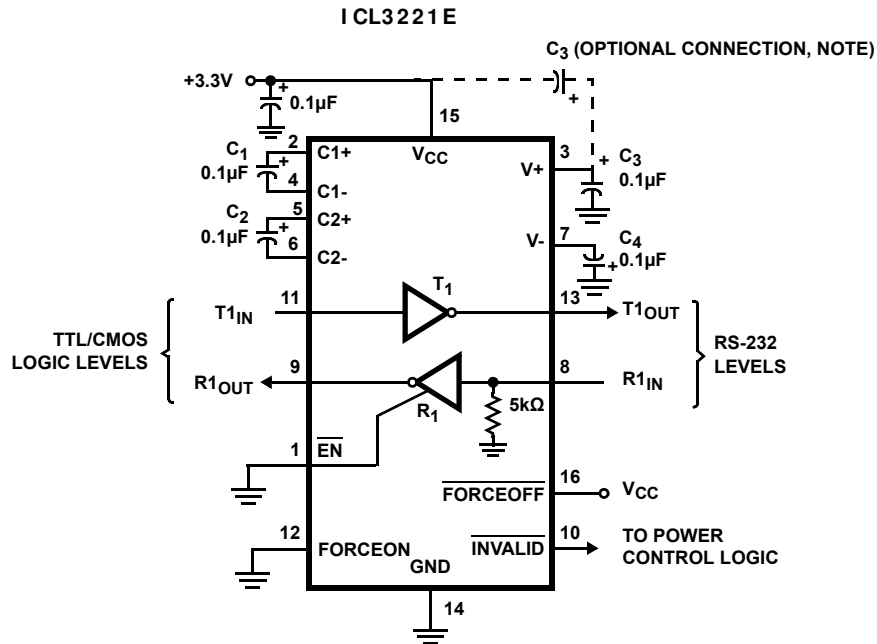 ICL3221E
C3 (OPTIONAL CONNECTION, NOTE)
+3.3V
+
0.1µF
+
15
2
C1
0.1µF
+
4
C1+
C1-
VCC
3
V+
+
C3
0.1µF
5
C2
0.1µF
+
6
C2+
C2-
7
V-
C4
0.1µF
+
T1
T1IN
11
13
T1OUT
TTL/CMOS
LOGIC LEVELS
RS-232
LEVELS
R1OUT
9
8
R1IN
R1
5kΩ
1
EN
16
FORCEOFF
VCC
12
FORCEON
10
INVALID
TO POWER
CONTROL LOGIC
GND
14